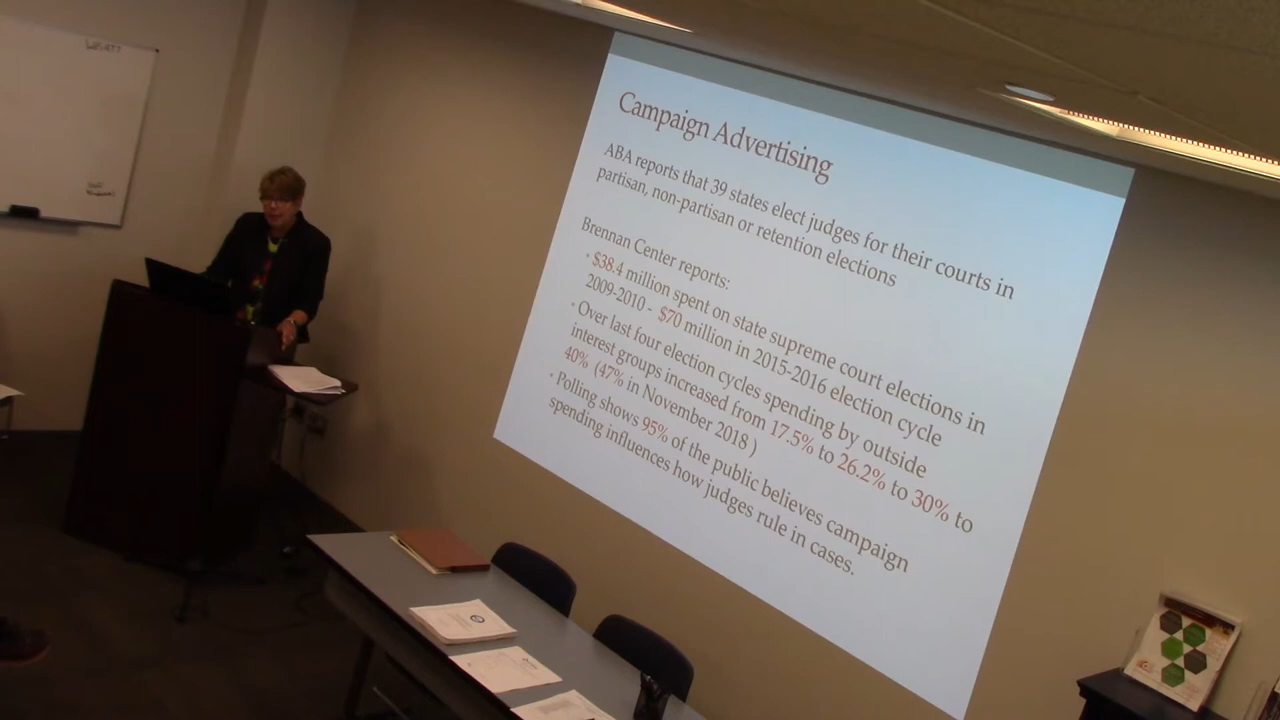 Campaign Advertising
ABA reports that 39 states elect judges for their courts in
partisan, non-partisan or retention elections
Brennan Center reports:
• $38.4 million spent on state supreme court elections in
2009-2010 - $70 million in 2015-2016 election cycle
• Over last four election cycles spending by outside
interest groups increased from 17.5% to 26.2% to 30% to
40% (47% in November 2018 )
• Polling shows 95% of the public believes campaign
spending influences how judges rule in cases.